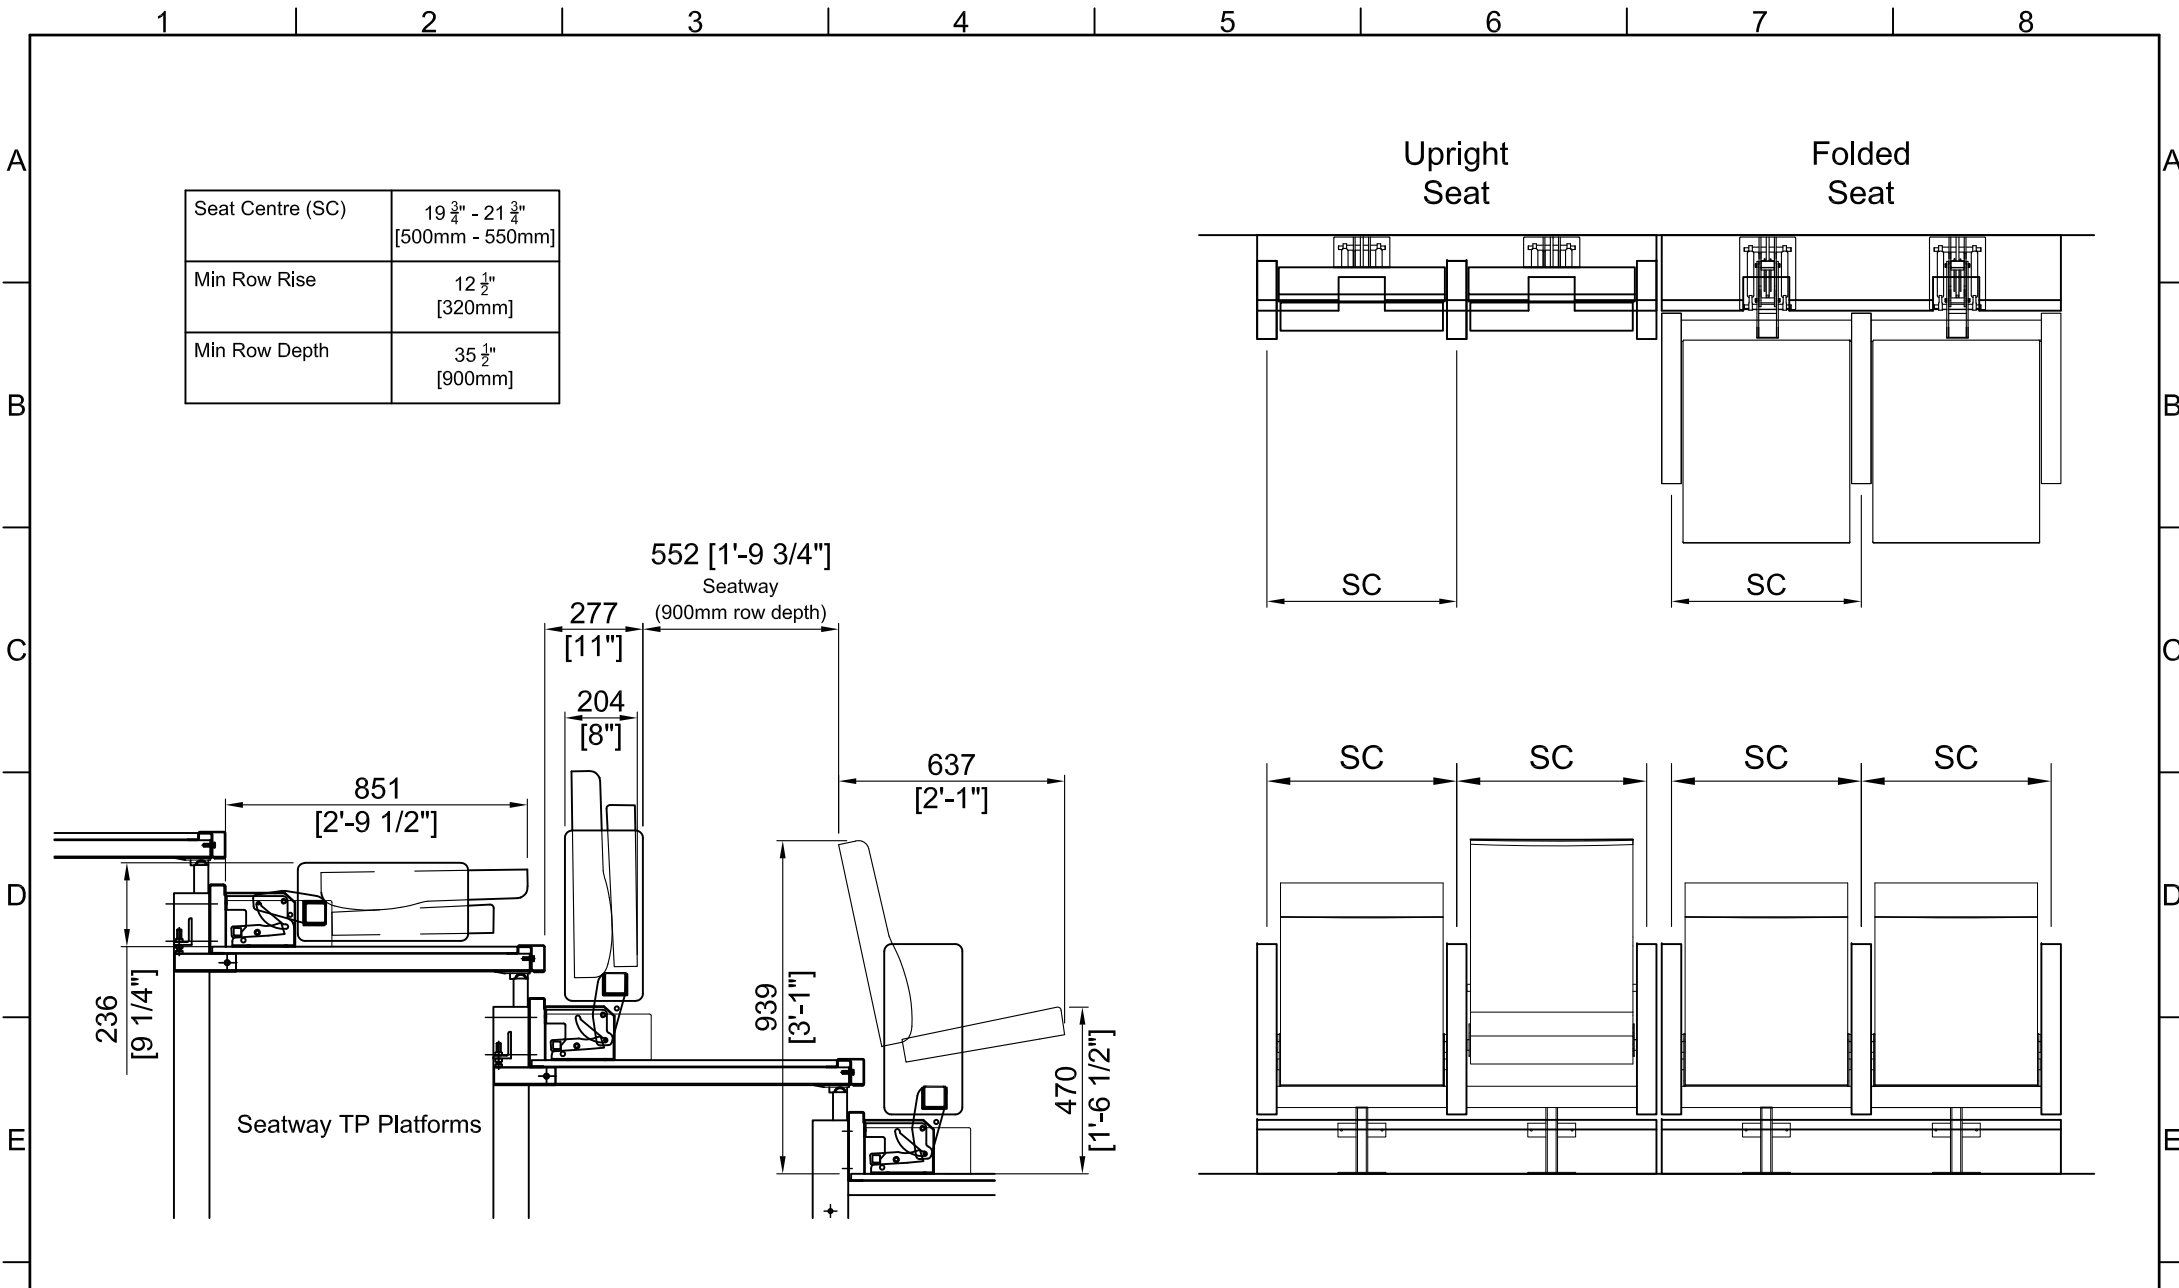 1 2 3 4 5 6 7 8
A A
Upright
Seat
Folded
Seat
Seat Centre (SC)
19 3/4" - 21 3/4"
[500mm - 550mm]
Min Row Rise
12 1/2"
[320mm]
Min Row Depth
35 1/2"
[900mm]
B B
552 [1'-9 3/4"]
Seatway
(900mm row depth)
277
[11"]
SC SC
C C
204
[8"]
637
[2'-1"]
851
[2'-9 1/2"]
SC SC SC SC
D D
236
[9 1/4"]
939
[3'-1"]
470
[1'-6 1/2"]
Seatway TP Platforms
E E